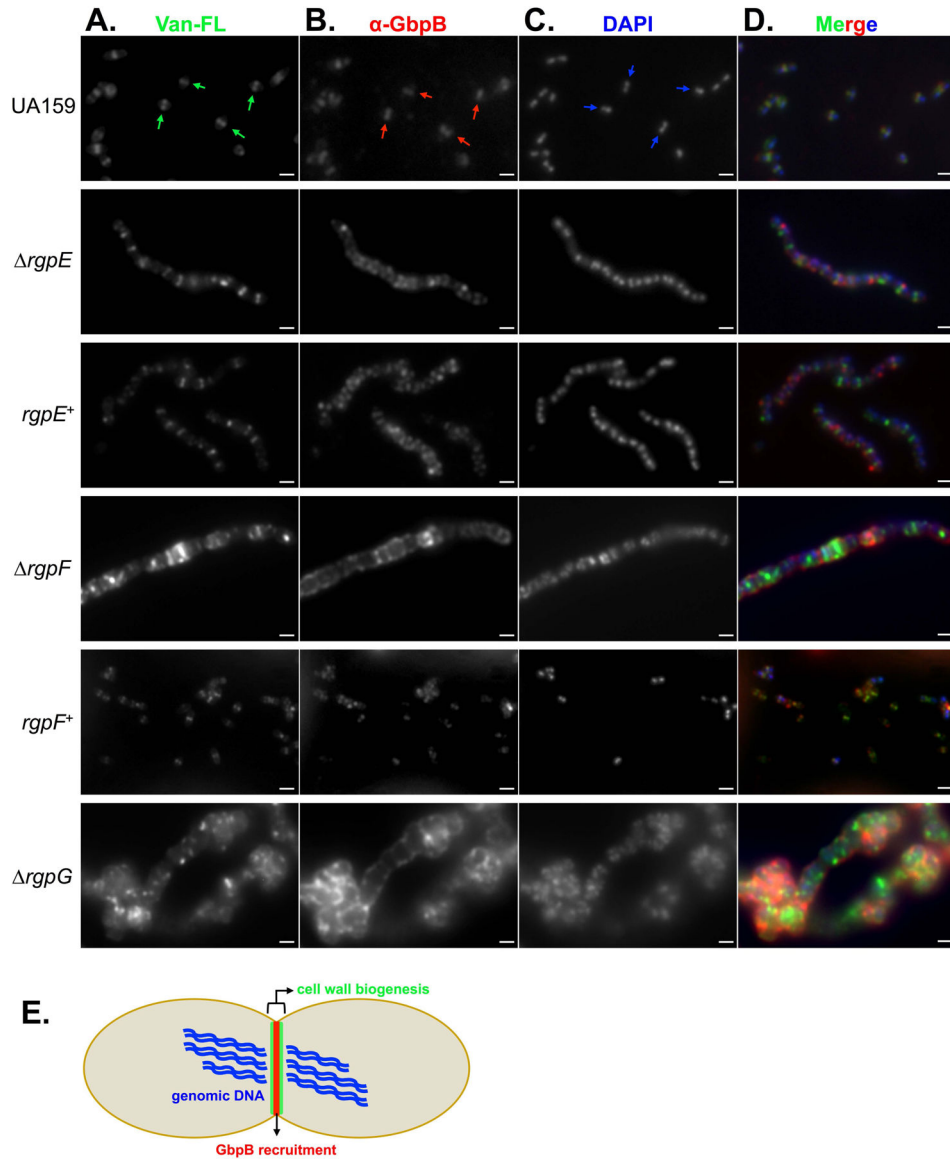 A. Van-FL
B. α-GbpB
C. DAPI
D. Merge
UA159
ΔrgpE
rgpE⁺
ΔrgpF
rgpF⁺
ΔrgpG
E.
cell wall biogenesis
genomic DNA
GbpB recruitment